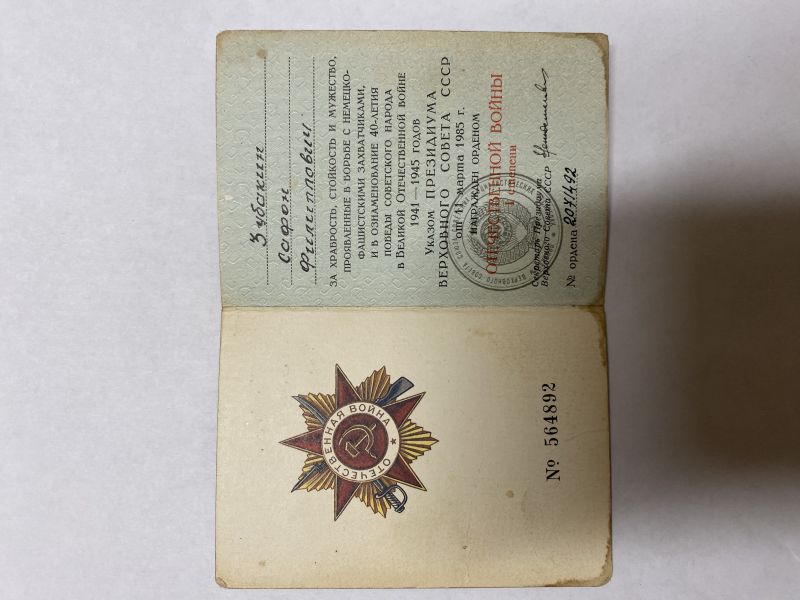 ОТЕЧЕСТВЕННАЯ ВОЙНА
№ 564892
Зубакин
Сафон
Филиппович
ЗА ХРАБРОСТЬ, СТОЙКОСТЬ И МУЖЕСТВО,
ПРОЯВЛЕННЫЕ В БОРЬБЕ С НЕМЕЦКО-
ФАШИСТСКИМИ ЗАХВАТЧИКАМИ,
И В ОЗНАМЕНОВАНИЕ 40-ЛЕТИЯ
ПОБЕДЫ СОВЕТСКОГО НАРОДА
В ВЕЛИКОЙ ОТЕЧЕСТВЕННОЙ ВОЙНЕ
1941—1945 ГОДОВ
УКАЗОМ ПРЕЗИДИУМА
ВЕРХОВНОГО СОВЕТА СССР
от 11 марта 1985 г.
НАГРАЖДЕН ОРДЕНОМ
ОТЕЧЕСТВЕННОЙ ВОЙНЫ
I степени
Секретарь Президиума
Верховного Совета СССР
№ ордена 2071492